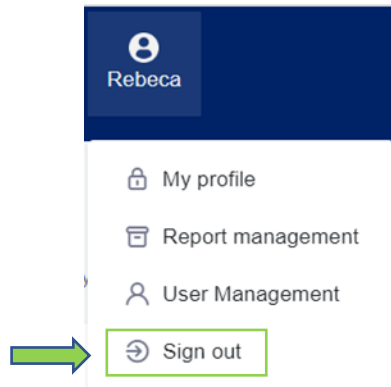 Rebeca
My profile
Report management
User Management
Sign out